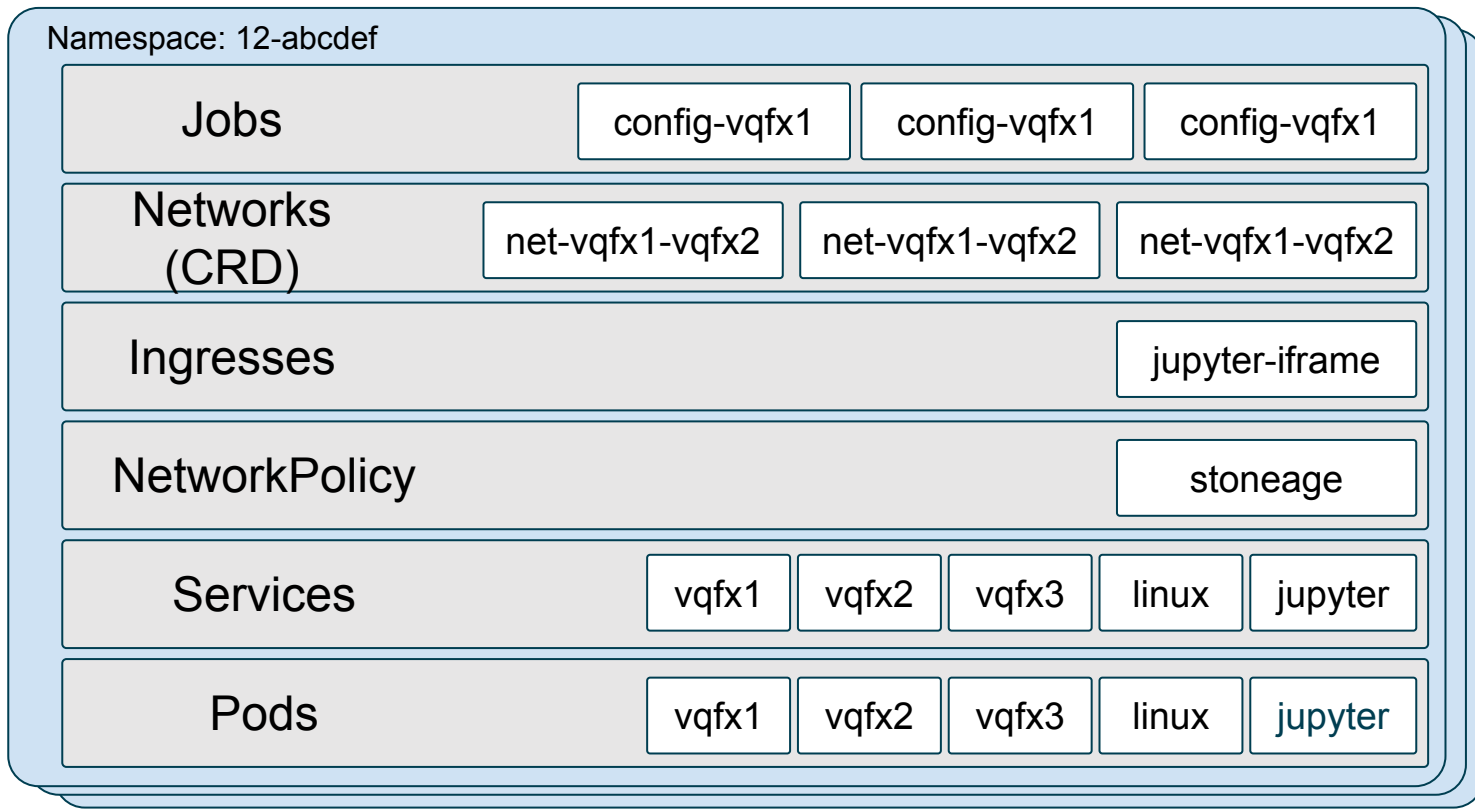 Namespace: 12-abcdef
Jobs config-vqfx1 config-vqfx1 config-vqfx1
Networks
(CRD)
net-vqfx1-vqfx2 net-vqfx1-vqfx2 net-vqfx1-vqfx2
Ingresses jupyter-iframe
NetworkPolicy stoneage
Services vqfx1 vqfx2 vqfx3 linux jupyter
Pods vqfx1 vqfx2 vqfx3 linux jupyter